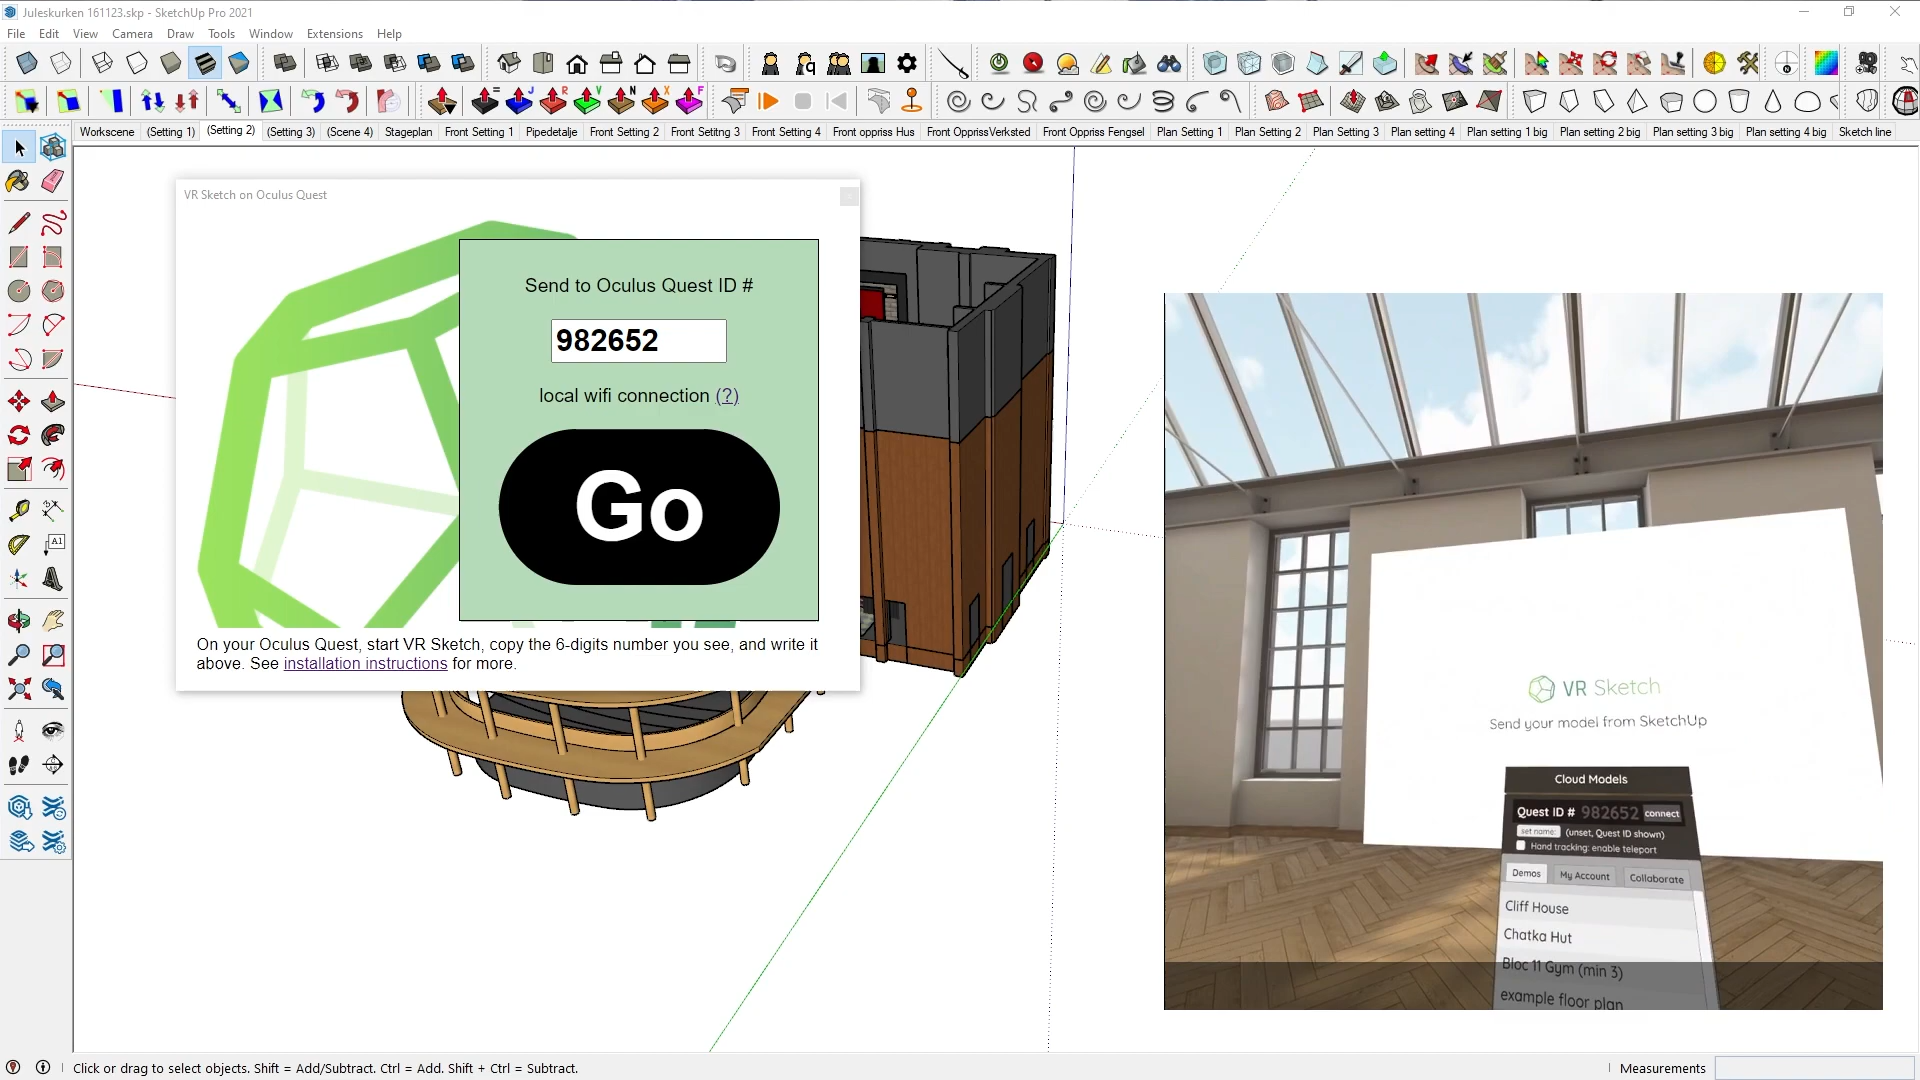 Juleskurken 161123.skp - SketchUp Pro 2021
File Edit View Camera Draw Tools Window Extensions Help
Workscene (Setting 1) (Setting 2) (Setting 3) (Scene 4) Stageplan Front Setting 1 Pipedetalje Front Setting 2 Front Setiing 3 Front Setting 4 Front oppriss Hus Front OpprissVerksted Front Oppriss Fengsel Plan Setting 1 Plan Setting 2 Plan Setting 3 Plan setting 4 Plan setting 1 big Plan setting 2 big Plan setting 3 big Plan setting 4 big Sketch line
VR Sketch on Oculus Quest
Send to Oculus Quest ID #
982652
local wifi connection (?)
Go
On your Oculus Quest, start VR Sketch, copy the 6-digits number you see, and write it
above. See installation instructions for more.
VR Sketch
Send your model from SketchUp
Cloud Models
Quest ID # 982652 connect
set name: (unset, Quest ID shown)
Hand tracking: enable teleport
Demos My Account Collaborate
Cliff House
Chatka Hut
Bloc 11 Gym (min 3)
example floor plan
Click or drag to select objects. Shift = Add/Subtract. Ctrl = Add. Shift + Ctrl = Subtract.
Measurements